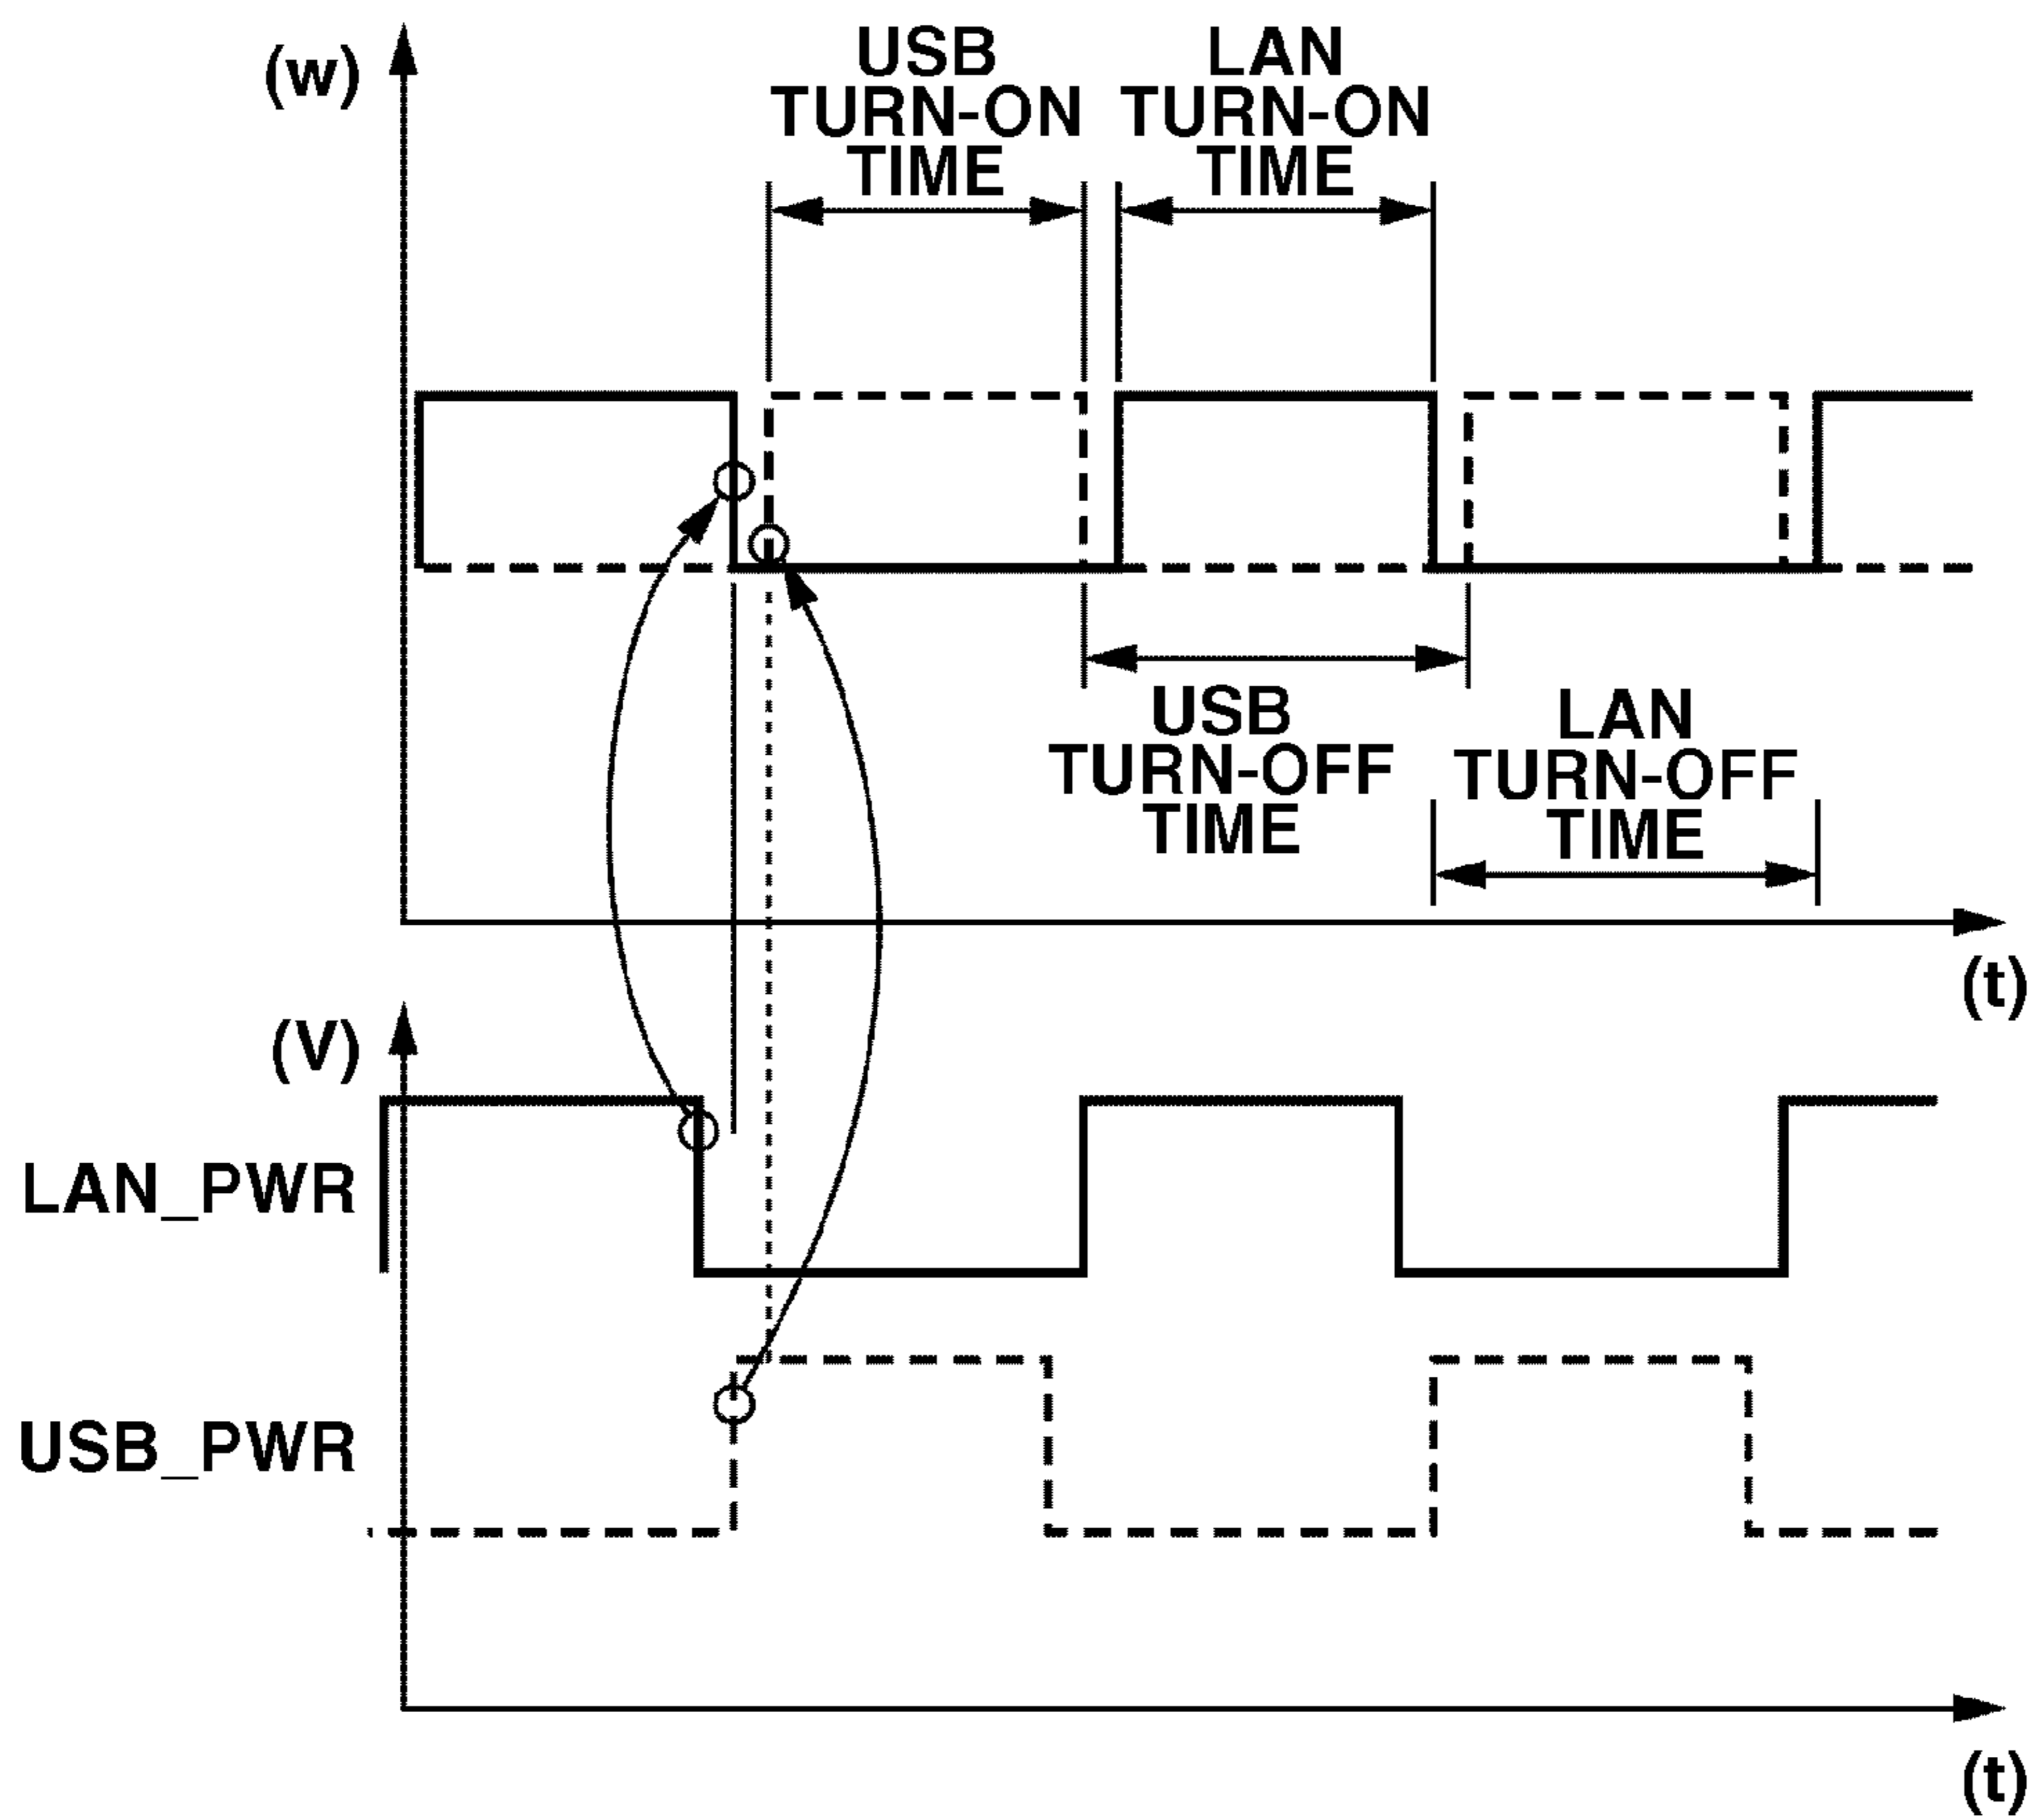 (w)
USB
TURN-ON
TIME
LAN
TURN-ON
TIME
USB
TURN-OFF
TIME
LAN
TURN-OFF
TIME
(t)
(V)
LAN_PWR
USB_PWR
(t)